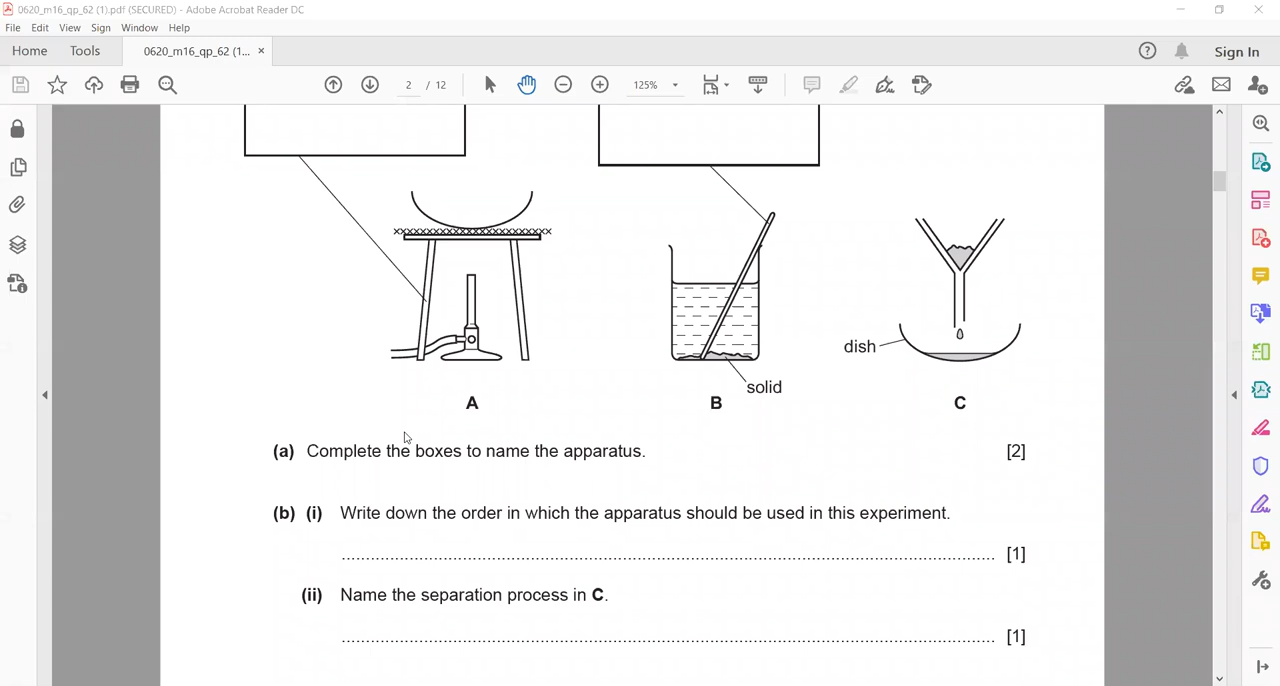 0620_m16_qp_62 (1).pdf (SECURED) - Adobe Acrobat Reader DC
File Edit View Sign Window Help
Home Tools 0620_m16_qp_62 (1... × Sign In
2 / 12 125%
dish
solid
A B C
(a) Complete the boxes to name the apparatus. [2]
(b) (i) Write down the order in which the apparatus should be used in this experiment.
.............................................................................................................. [1]
(ii) Name the separation process in C.
.............................................................................................................. [1]